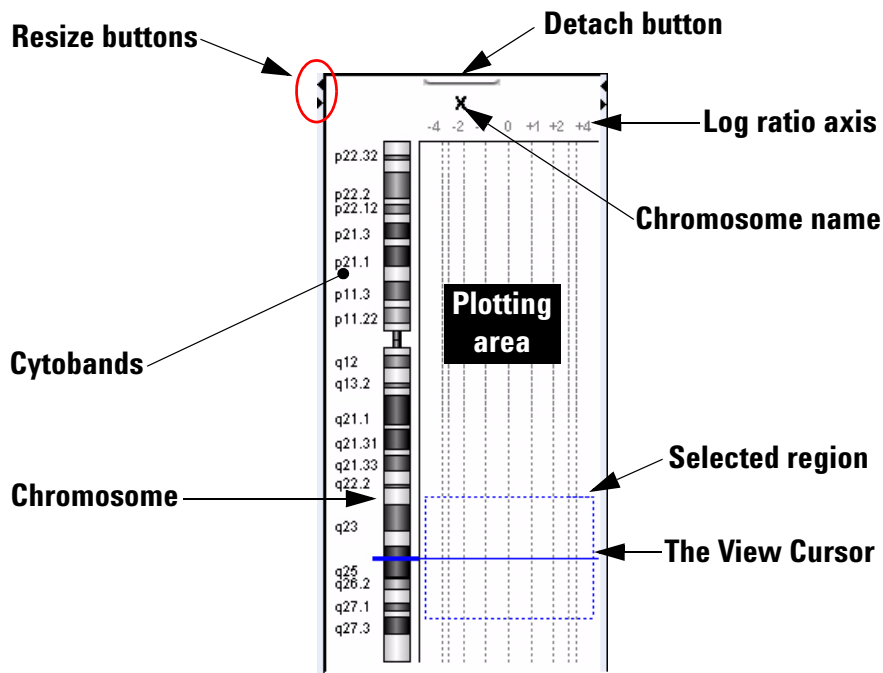 Detach button
Resize buttons
X
-4 -2 0 +1 +2 +4
Log ratio axis
p22.32
p22.2
p22.12
Chromosome name
p21.3
p21.1
p11.3
Plotting
area
p11.22
Cytobands
q12
q13.2
q21.1
q21.31
q21.33
Selected region
q22.2
Chromosome
q23
The View Cursor
q25
q26.2
q27.1
q27.3